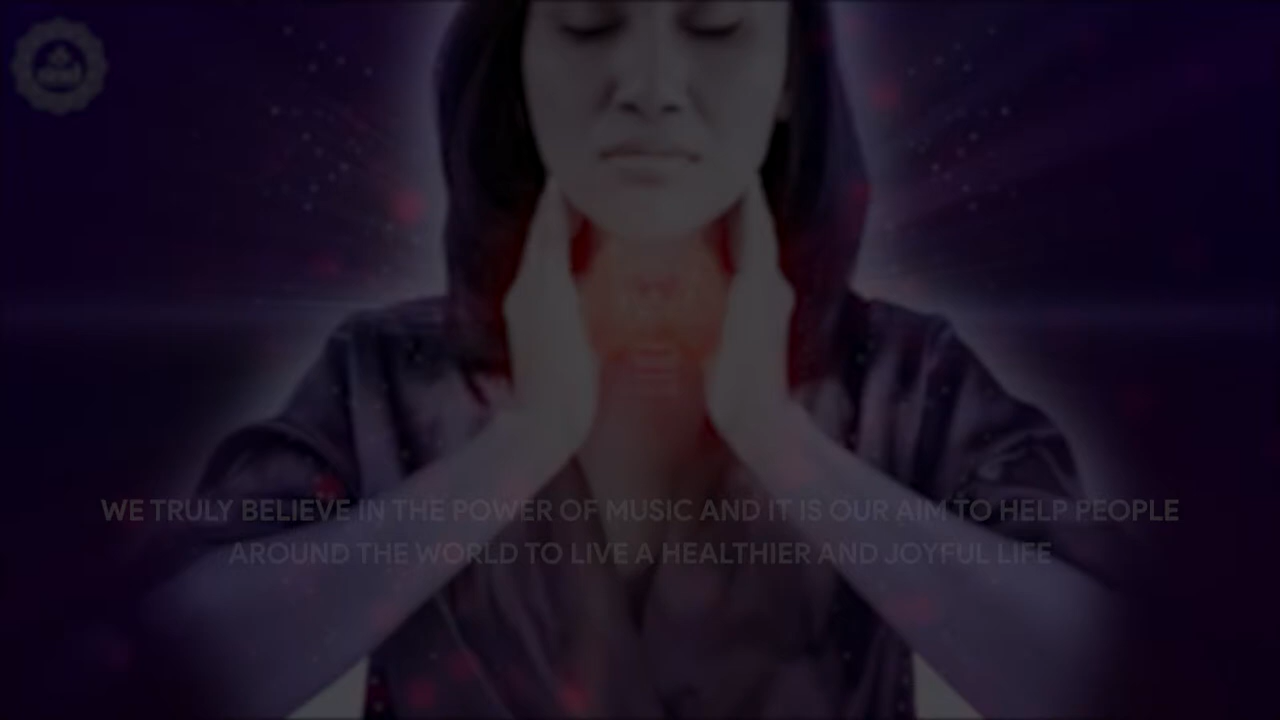 WE TRULY BELIEVE IN THE POWER OF MUSIC AND IT IS OUR AIM TO HELP PEOPLE
AROUND THE WORLD TO LIVE A HEALTHIER AND JOYFUL LIFE